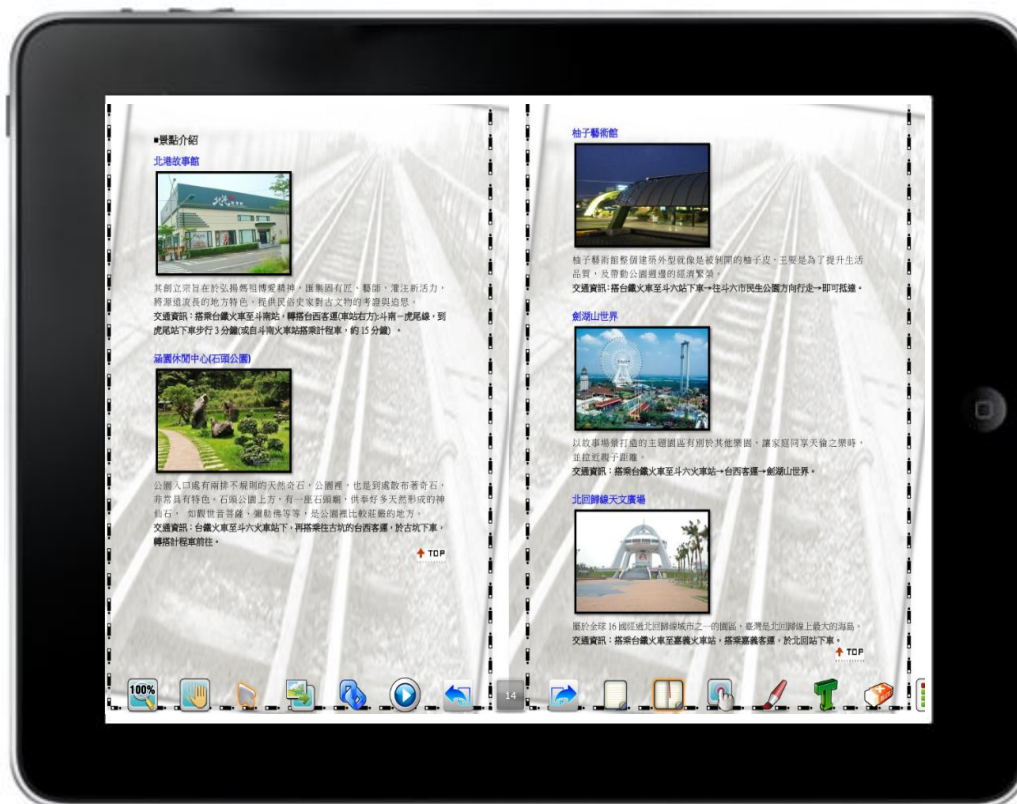 ■景點介紹
北港故事館
其創立宗旨在於弘揚媽祖博愛精神，匯集國有匠、藝師，灌注新活力，
將源遠流長的地方特色，提供民俗史家對古文物的考證與追思。
交通資訊：搭乘台鐵火車至斗南站，轉搭台西客運(車站右方):斗南－虎尾線，到
虎尾站下車步行 3 分鐘(或自斗南火車站搭乘計程車，約 15 分鐘) 。
涵園休閒中心(石頭公園)
公園入口處有兩排不規則的天然奇石，公園裡，也是到處散布著奇石，
非常具有特色。石頭公園上方，有一座石頭廟，供奉好多天然形成的神
仙石， 如觀世音菩薩、彌勒佛等等，是公園裡比較莊嚴的地方。
交通資訊：台鐵火車至斗六火車站下，再搭乘往古坑的台西客運，於古坑下車，
轉搭計程車前往。
TOP
柚子藝術館
柚子藝術館整個建築外型就像是被剝開的柚子皮，主要是為了提升生活
品質，及帶動公園週邊的經濟繁榮。
交通資訊：搭台鐵火車至斗六站下車→往斗六市民生公園方向行走→即可抵達。
劍湖山世界
以故事場景打造的主題園區有別於其他樂園，讓家庭同享天倫之樂時，
並拉近親子距離。
交通資訊：搭乘台鐵火車至斗六火車站→台西客運→劍湖山世界。
北回歸線天文廣場
屬於全球 16 國經過北回歸線城市之一的園區，臺灣是北回歸線上最大的海島。
交通資訊：搭乘台鐵火車至嘉義火車站，搭乘嘉義客運，於北回站下車。
TOP
100%
14